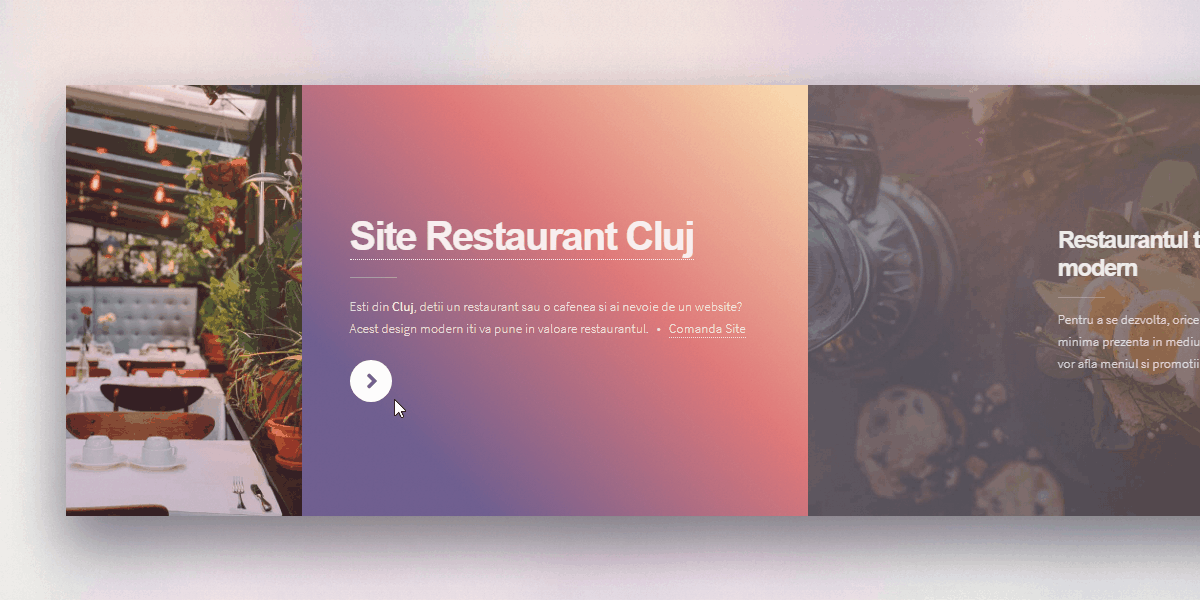 Site Restaurant Cluj
Esti din Cluj, detii un restaurant sau o cafenea si ai nevoie de un website?
Acest design modern iti va pune in valoare restaurantul. • Comanda Site
Restaurantul
modern
Pentru a se dezvolta, orice
minima prezenta in mediu
vor afla meniul si promotii